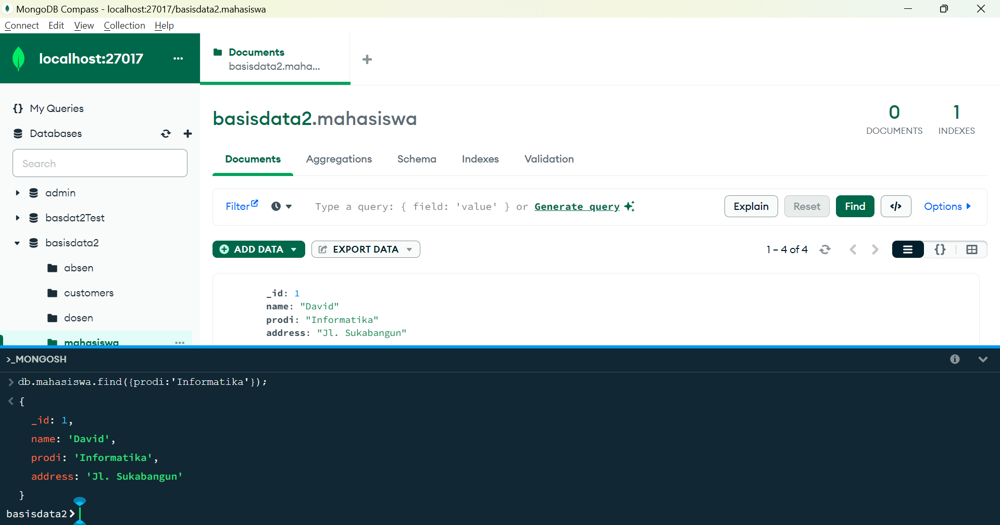 MongoDB Compass - localhost:27017/basisdata2.mahasiswa
Connect Edit View Collection Help
localhost:27017
Documents
basisdata2.maha...
My Queries
Databases
Search
admin
basdat2Test
basisdata2
absen
customers
dosen
mahasiswa
basisdata2.mahasiswa
0
DOCUMENTS
1
INDEXES
Documents Aggregations Schema Indexes Validation
Filter Type a query: { field: 'value' } or Generate query Explain Reset Find </> Options
ADD DATA EXPORT DATA 1 – 4 of 4 {}
_id: 1
name: "David"
prodi: "Informatika"
address: "Jl. Sukabangun"
>_MONGOSH
> db.mahasiswa.find({prodi:'Informatika'});
< {
_id: 1,
name: 'David',
prodi: 'Informatika',
address: 'Jl. Sukabangun'
}
basisdata2>